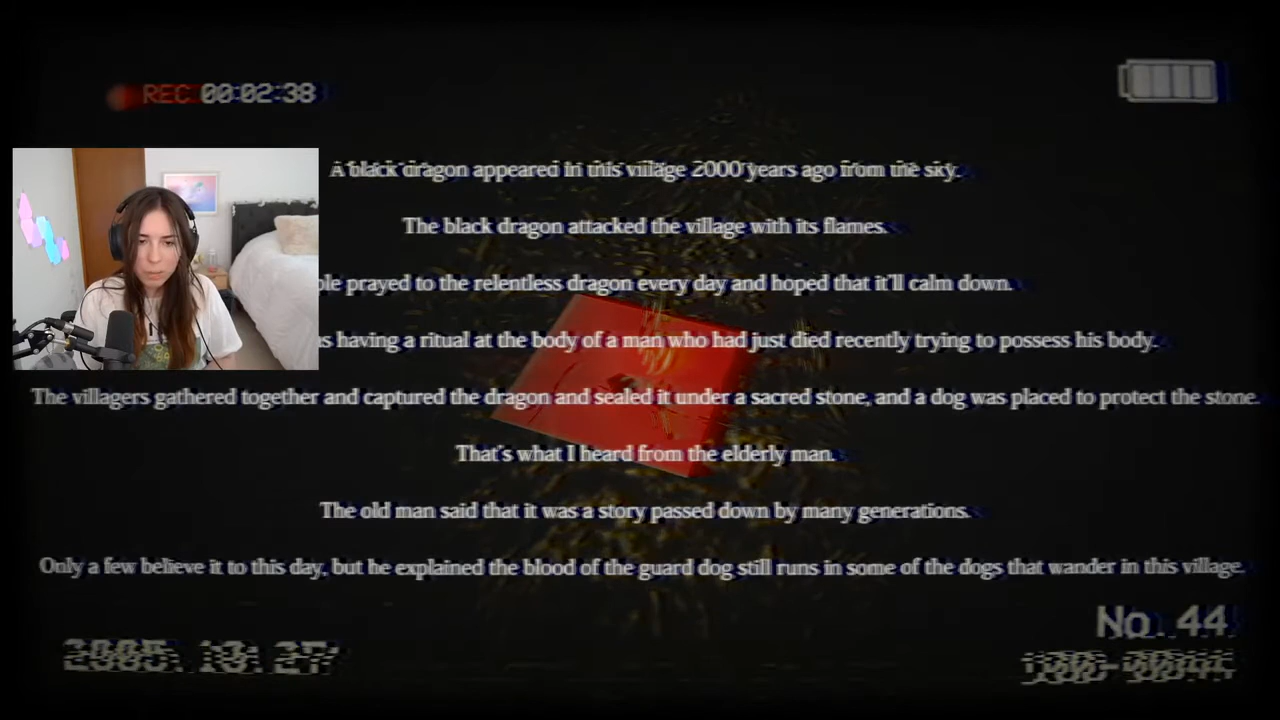 REC 00:02:38
A black dragon appeared in this village 2000 years ago from the sky.
The black dragon attacked the village with its flames.
prayed to the relentless dragon every day and hoped that it'll calm down.
having a ritual at the body of a man who had just died recently trying to possess his body.
The villagers gathered together and captured the dragon and sealed it under a sacred stone, and a dog was placed to protect the stone.
That's what I heard from the elderly man.
The old man said that it was a story passed down by many generations.
Only a few believe it to this day, but he explained the blood of the guard dog still runs in some of the dogs that wander in this village.
No. 44
2005. 10. 27
100-0044